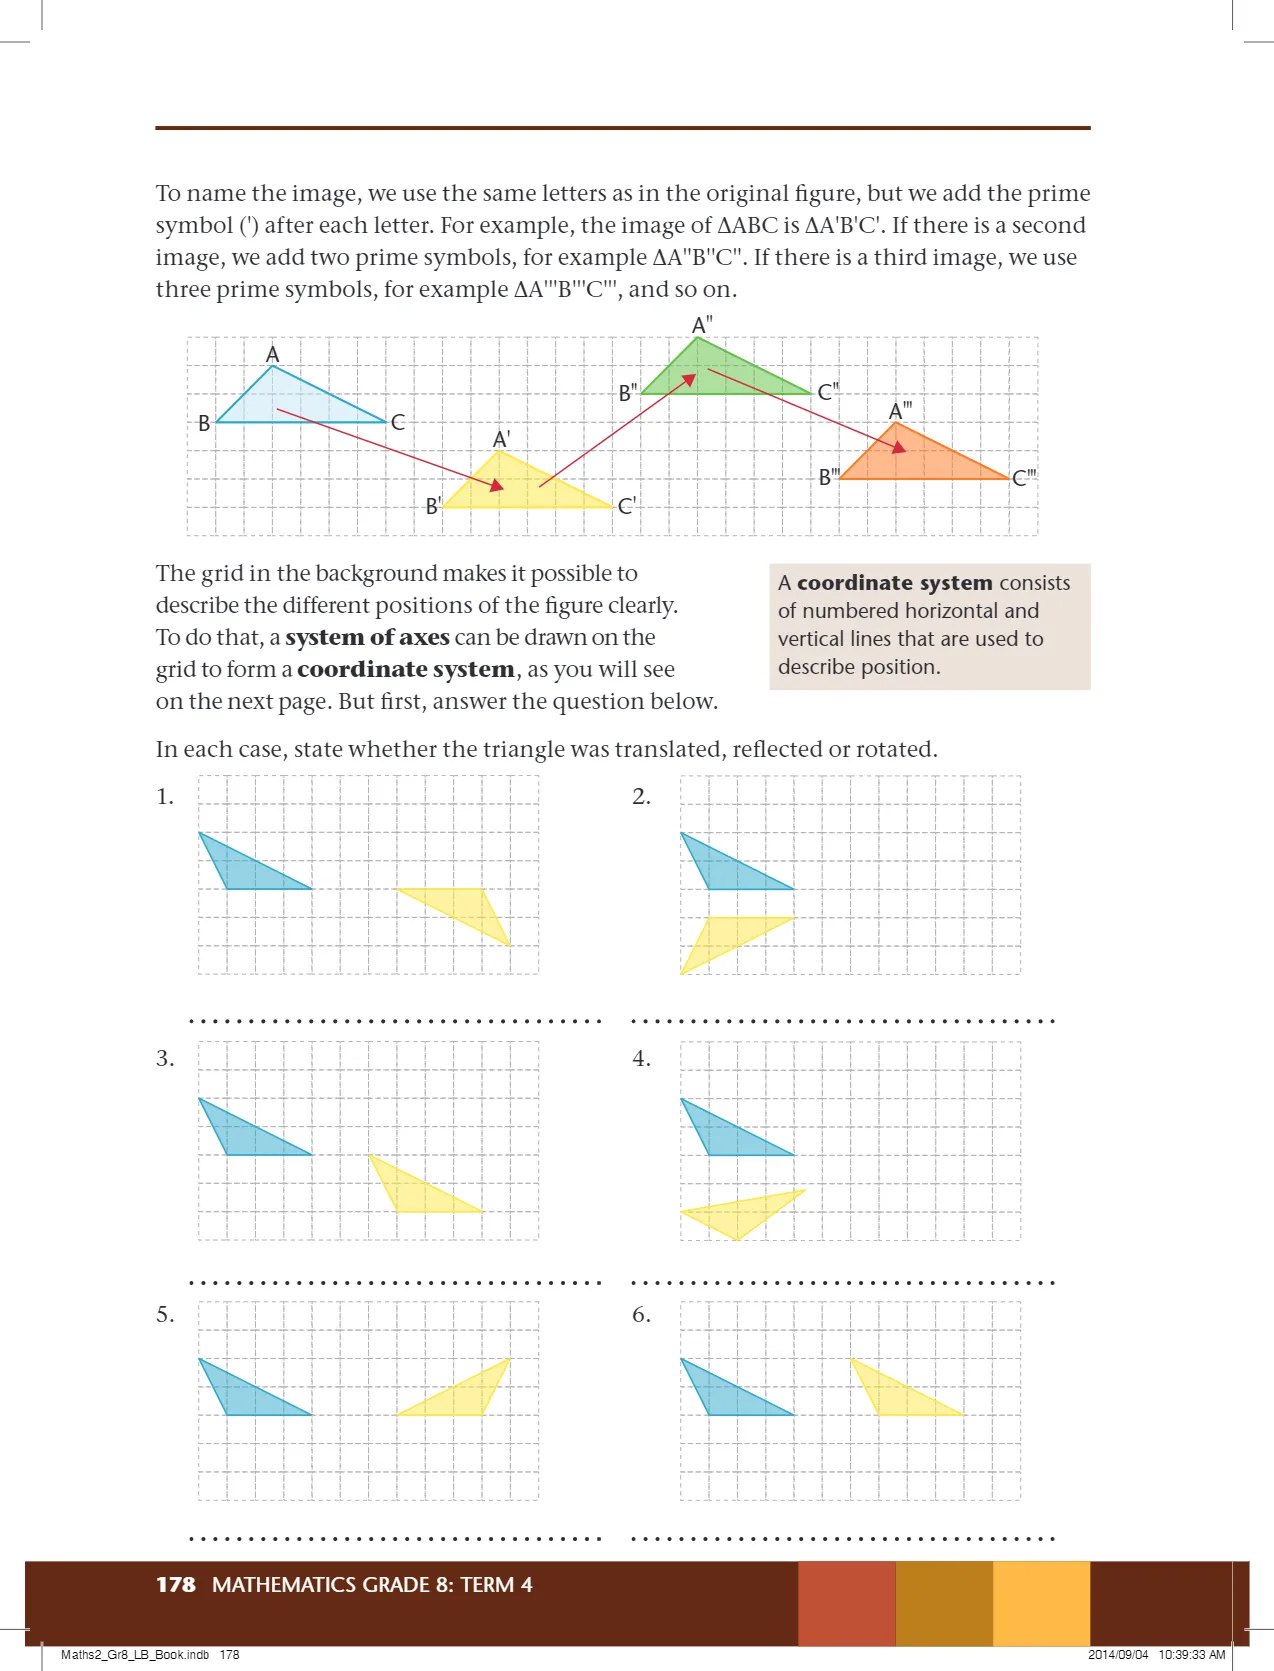 To name the image, we use the same letters as in the original figure, but we add the prime
symbol (') after each letter. For example, the image of ΔABC is ΔA'B'C'. If there is a second
image, we add two prime symbols, for example ΔA"B"C". If there is a third image, we use
three prime symbols, for example ΔA'''B'''C''', and so on.
A"
A
B"
C"
A'''
B
C
A'
B'''
C'''
B'
C'
The grid in the background makes it possible to
describe the different positions of the figure clearly.
To do that, a system of axes can be drawn on the
grid to form a coordinate system, as you will see
on the next page. But first, answer the question below.
A coordinate system consists
of numbered horizontal and
vertical lines that are used to
describe position.
In each case, state whether the triangle was translated, reflected or rotated.
1.
2.
3.
4.
5.
6.
178 MATHEMATICS GRADE 8: TERM 4
Maths2_Gr8_LB_Book.indb 178
2014/09/04 10:39:33 AM